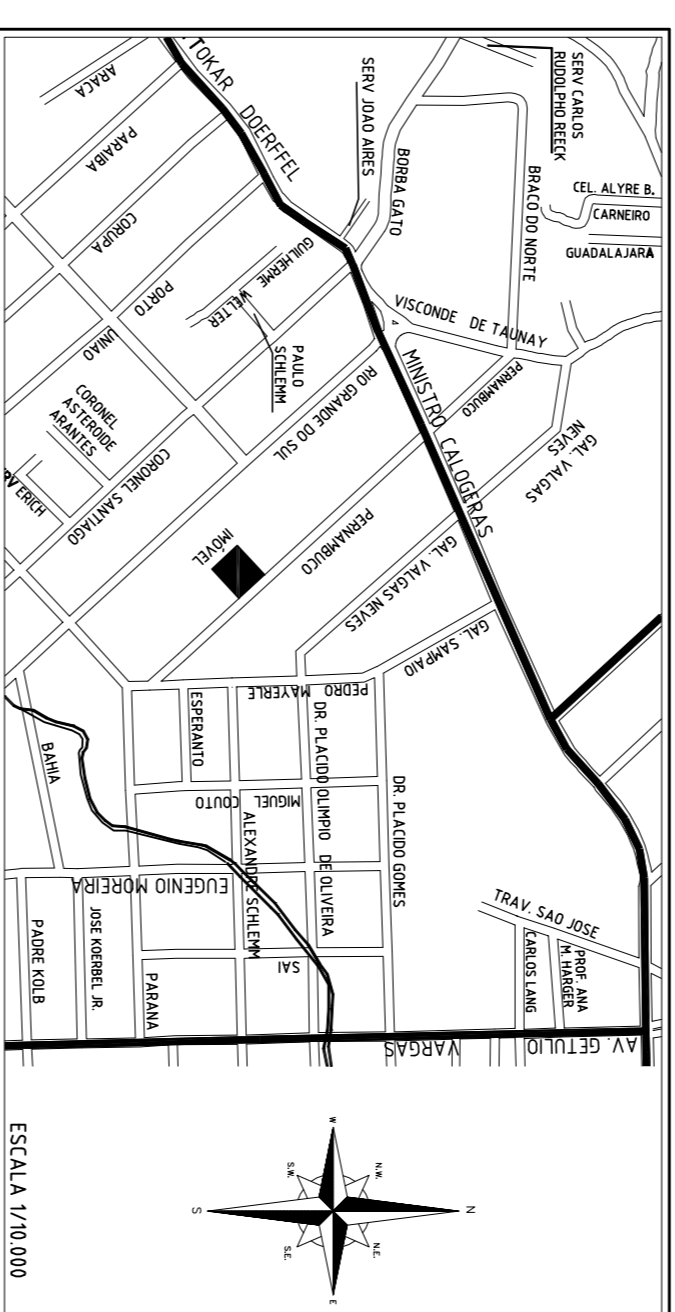 ARACA
PARAIBA
CORUPA
PORTO
UNIAO
TOKAR DOERFFEL
SERV JOAO AIRES
SERV CARLOS
RUDOLPHO REECK
BORBA GATO
BRACO DO NORTE
CEL. ALYRE B.
CARNEIRO
GUADALAJARA
GUILHERME
WELTER
PAULO
SCHLEMM
CORONEL
ASTEROIDE
ARANTES
RV ERICH
CORONEL SANTIAGO
RIO GRANDE DO SUL
VISCONDE DE TAUNAY
MINISTRO CALOGERAS
PERNAMBUCO
GAL. VALGAS
NEVES
IMÓVEL
PERNAMBUCO
GAL. VALGAS NEVES
GAL. SAMPAIO
PEDRO MAYERLE
ESPERANTO
BAHIA
MIGUEL COUTO
DR. PLACIDO OLIMPIO DE OLIVEIRA
DR. PLACIDO GOMES
ALEXANDRE SCHLEMM
EUGENIO MOREIRA
SAI
PADRE KOLB
JOSE KOERBEL JR.
PARANA
TRAV. SAO JOSE
CARLOS LANG
PROF. ANA
M. HARGER
AV. GETULIO VARGAS
N
N.E.
E
S.E.
S
S.W.
W
N.W.
ESCALA 1/10.000